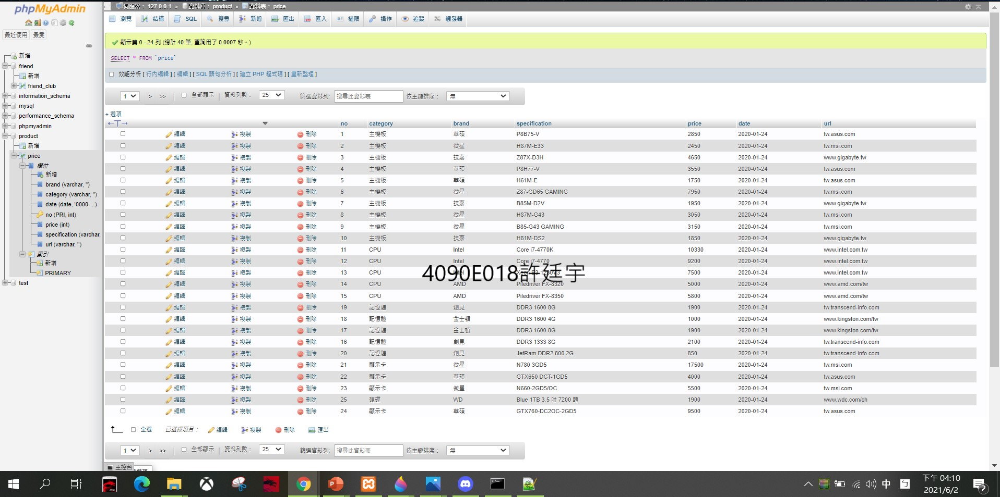 phpMyAdmin
最近使用 最愛
新增
friend
新增
friend_club
information_schema
mysql
performance_schema
phpmyadmin
product
新增
price
欄位
新增
brand (varchar, '')
category (varchar, '')
date (date, '0000-...)
no (PRI, int)
price (int)
specification (varchar,
url (varchar, '')
索引
新增
PRIMARY
test
伺服器: 127.0.0.1 » 資料庫: product » 資料表: price
瀏覽 結構 SQL 搜尋 新增 匯出 匯入 權限 操作 追蹤 觸發器
顯示第 0 - 24 列 (總計 40 筆, 查詢用了 0.0007 秒。)
SELECT * FROM `price`
效能分析 [ 行內編輯 ] [ 編輯 ] [ SQL 語句分析 ] [ 建立 PHP 程式碼 ] [ 重新整理 ]
1 > >> | 全部顯示 | 資料列數: 25 篩選資料列: 搜尋此資料表 依主鍵排序: 無
+ 選項
←T→ no category brand specification price date url
編輯 複製 刪除 1 主機板 華碩 P8B75-V 2850 2020-01-24 tw.asus.com
編輯 複製 刪除 2 主機板 微星 H87M-E33 2450 2020-01-24 tw.msi.com
編輯 複製 刪除 3 主機板 技嘉 Z87X-D3H 4650 2020-01-24 www.gigabyte.tw
編輯 複製 刪除 4 主機板 華碩 P8H77-V 3550 2020-01-24 tw.asus.com
編輯 複製 刪除 5 主機板 華碩 H61M-E 1750 2020-01-24 tw.asus.com
編輯 複製 刪除 6 主機板 微星 Z87-GD65 GAMING 7950 2020-01-24 tw.msi.com
編輯 複製 刪除 7 主機板 技嘉 B85M-D2V 1950 2020-01-24 www.gigabyte.tw
編輯 複製 刪除 8 主機板 微星 H87M-G43 3050 2020-01-24 tw.msi.com
編輯 複製 刪除 9 主機板 微星 B85-G43 GAMING 3150 2020-01-24 tw.msi.com
編輯 複製 刪除 10 主機板 技嘉 H81M-DS2 1850 2020-01-24 www.gigabyte.tw
編輯 複製 刪除 11 CPU Intel Core i7-4770K 10330 2020-01-24 www.intel.com.tw
編輯 複製 刪除 12 CPU Intel Core i7-4770 9200 2020-01-24 www.intel.com.tw
編輯 複製 刪除 13 CPU Intel Xeon E3-1230V3 7500 2020-01-24 www.intel.com.tw
4090E018許廷宇
編輯 複製 刪除 14 CPU AMD Piledriver FX-8320 5000 2020-01-24 www.amd.com/tw
編輯 複製 刪除 15 CPU AMD Piledriver FX-8350 5800 2020-01-24 www.amd.com/tw
編輯 複製 刪除 19 記憶體 創見 DDR3 1600 8G 1900 2020-01-24 tw.transcend-info.com
編輯 複製 刪除 18 記憶體 金士頓 DDR3 1600 4G 1000 2020-01-24 www.kingston.com/tw
編輯 複製 刪除 17 記憶體 金士頓 DDR3 1600 8G 1900 2020-01-24 www.kingston.com/tw
編輯 複製 刪除 16 記憶體 創見 DDR3 1333 8G 2100 2020-01-24 tw.transcend-info.com
編輯 複製 刪除 20 記憶體 創見 JetRam DDR2 800 2G 850 2020-01-24 tw.transcend-info.com
編輯 複製 刪除 21 顯示卡 微星 N780 3GD5 17500 2020-01-24 tw.msi.com
編輯 複製 刪除 22 顯示卡 華碩 GTX650 DCT-1GD5 4000 2020-01-24 tw.asus.com
編輯 複製 刪除 23 顯示卡 微星 N660-2GD5/OC 5500 2020-01-24 tw.msi.com
編輯 複製 刪除 25 硬碟 WD Blue 1TB 3.5 吋 7200 轉 1900 2020-01-24 www.wdc.com/ch
編輯 複製 刪除 24 顯示卡 華碩 GTX760-DC2OC-2GD5 9500 2020-01-24 tw.asus.com
全選 已選擇項目: 編輯 複製 刪除 匯出
1 > >> | 全部顯示 | 資料列數: 25 篩選資料列: 搜尋此資料表 依主鍵排序: 無
主控台
中
下午 04:10
2021/6/2
2